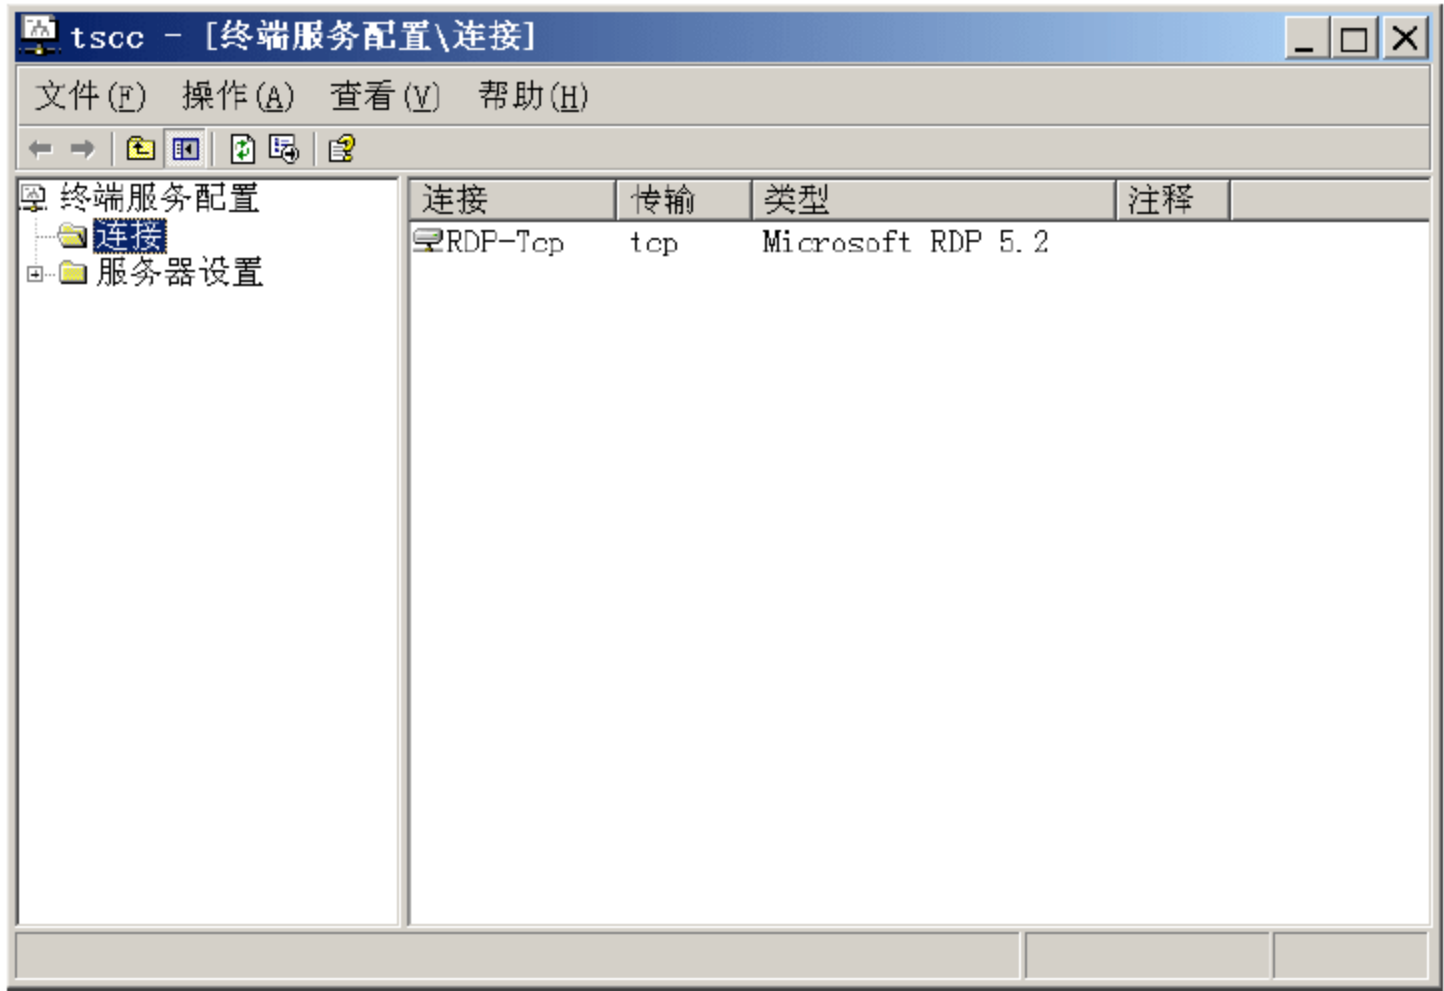 tscc - [终端服务配置\连接]
文件(F) 操作(A) 查看(V) 帮助(H)
终端服务配置
连接
服务器设置
连接 传输 类型 注释
RDP-Tcp tcp Microsoft RDP 5.2